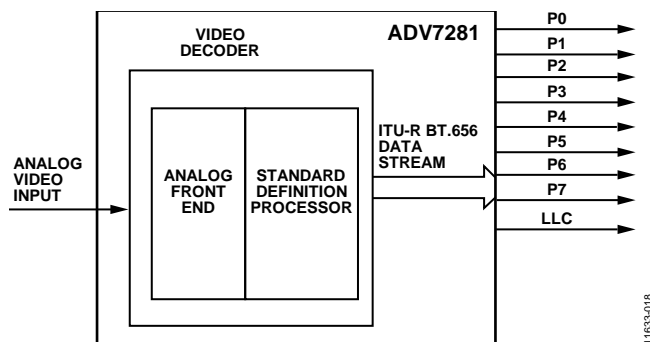 VIDEO
DECODER
ADV7281
ANALOG
VIDEO
INPUT
ANALOG
FRONT
END
STANDARD
DEFINITION
PROCESSOR
ITU-R BT.656
DATA
STREAM
P0
P1
P2
P3
P4
P5
P6
P7
LLC
11633-018